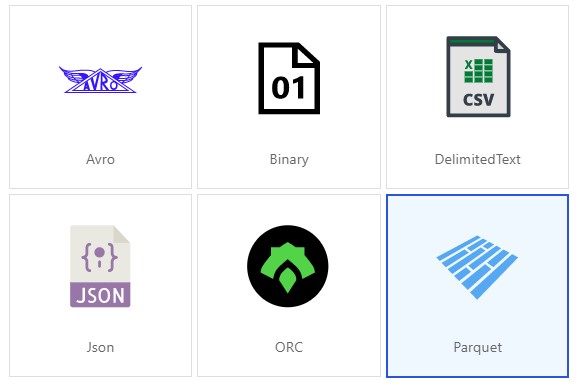 AVRO
01
X
CSV
Avro
Binary
DelimitedText
{ }
JSON
Json
ORC
Parquet